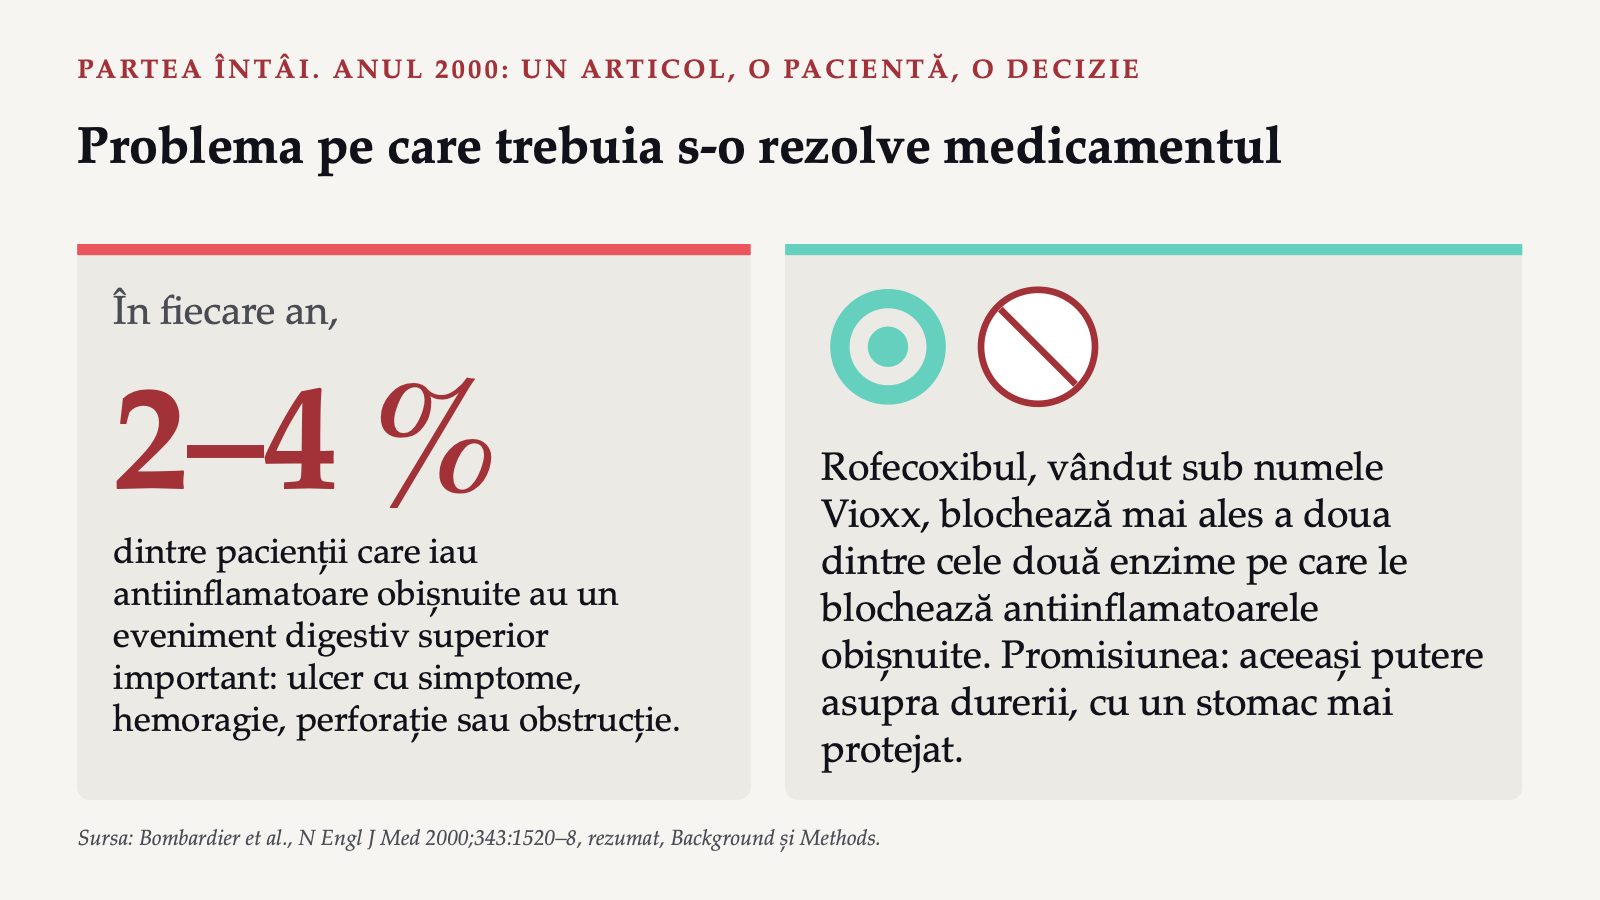 PARTEA ÎNTÂI. ANUL 2000: UN ARTICOL, O PACIENTĂ, O DECIZIE
Problema pe care trebuia s-o rezolve medicamentul
În fiecare an,
2–4 %
dintre pacienții care iau
antiinflamatoare obișnuite au un
eveniment digestiv superior
important: ulcer cu simptome,
hemoragie, perforație sau obstrucție.
Rofecoxibul, vândut sub numele
Vioxx, blochează mai ales a doua
dintre cele două enzime pe care le
blochează antiinflamatoarele
obișnuite. Promisiunea: aceeași putere
asupra durerii, cu un stomac mai
protejat.
Sursa: Bombardier et al., N Engl J Med 2000;343:1520–8, rezumat, Background și Methods.